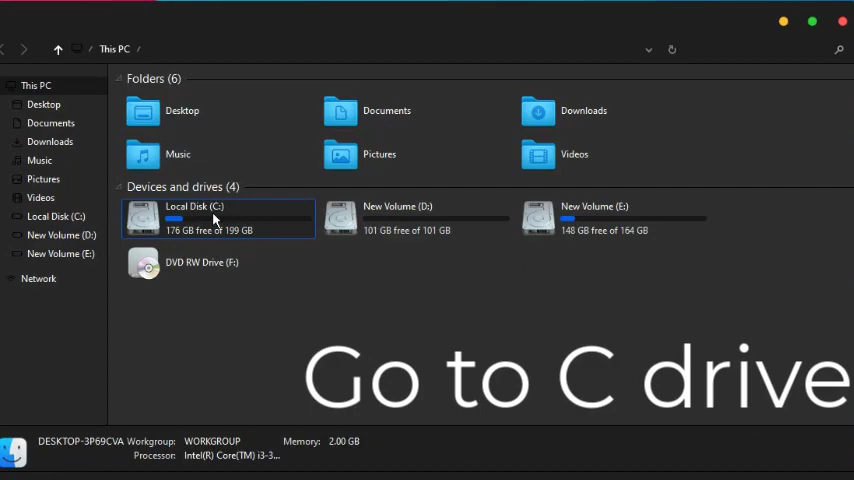 / This PC /
Folders (6)
This PC
Desktop
Documents
Downloads
Music
Pictures
Videos
Local Disk (C:)
New Volume (D:)
New Volume (E:)
Network
Desktop
Documents
Downloads
Music
Pictures
Videos
Devices and drives (4)
Local Disk (C:)
176 GB free of 199 GB
New Volume (D:)
101 GB free of 101 GB
New Volume (E:)
148 GB free of 164 GB
DVD RW Drive (F:)
Go to C drive
DESKTOP-3P69CVA Workgroup: WORKGROUP Memory: 2.00 GB
Processor: Intel(R) Core(TM) i3-3...